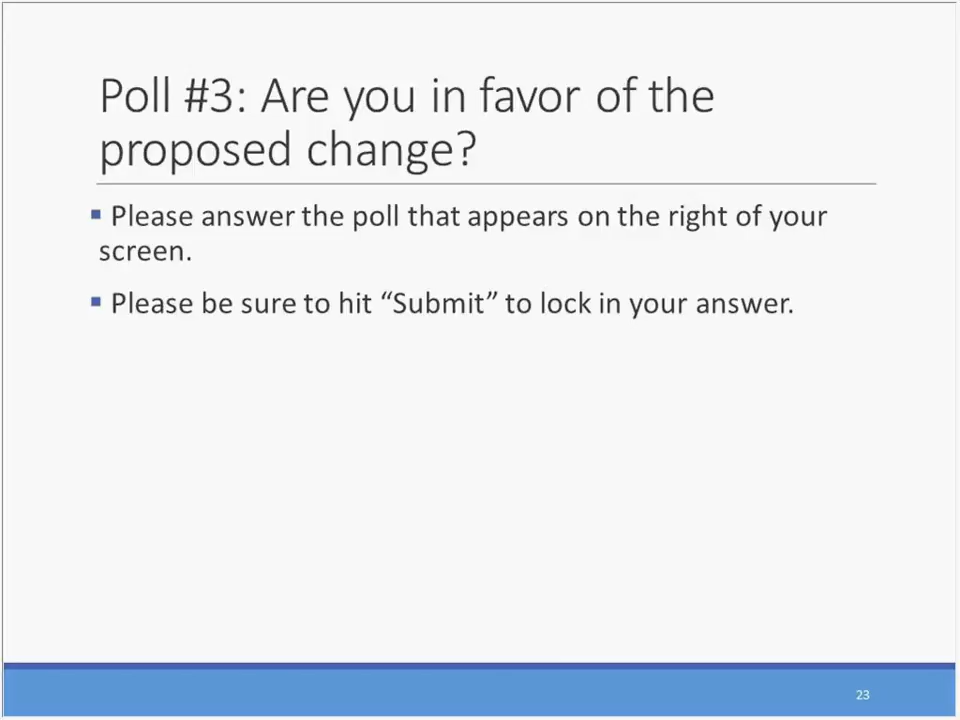 Poll #3: Are you in favor of the
proposed change?
▪ Please answer the poll that appears on the right of your
screen.
▪ Please be sure to hit “Submit” to lock in your answer.
23